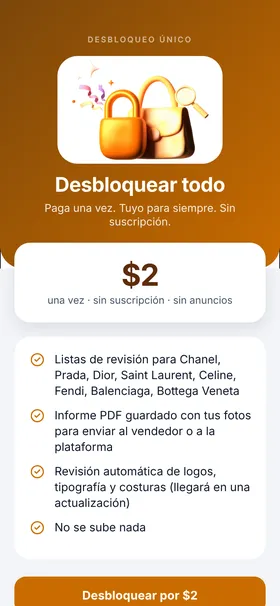 DESBLOQUEO ÚNICO
Desbloquear todo
Paga una vez. Tuyo para siempre. Sin
suscripción.
$2
una vez · sin suscripción · sin anuncios
Listas de revisión para Chanel,
Prada, Dior, Saint Laurent, Celine,
Fendi, Balenciaga, Bottega Veneta
Informe PDF guardado con tus fotos
para enviar al vendedor o a la
plataforma
Revisión automática de logos,
tipografía y costuras (llegará en una
actualización)
No se sube nada
Desbloquear por $2